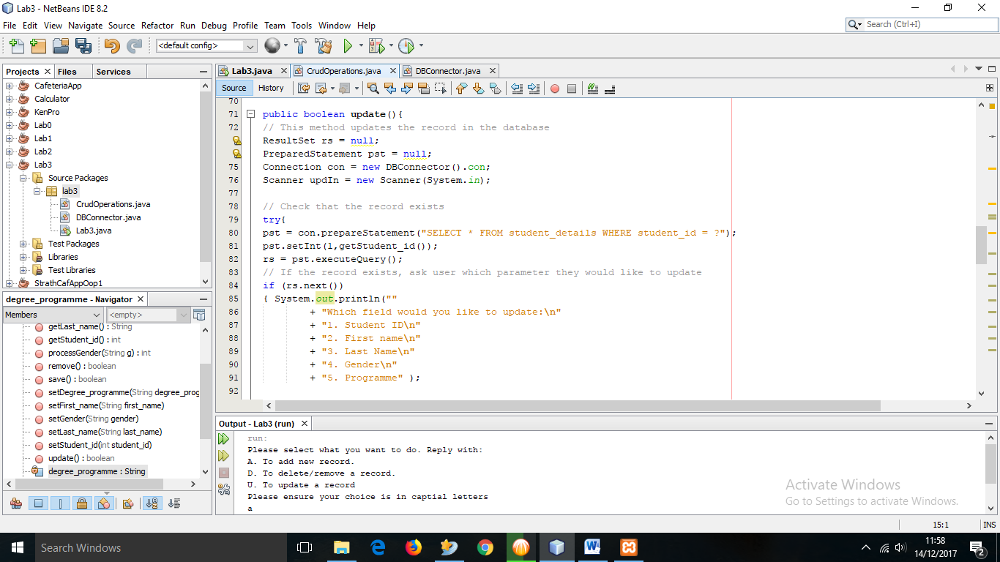 Lab3 - NetBeans IDE 8.2
File Edit View Navigate Source Refactor Run Debug Profile Team Tools Window Help
Search (Ctrl+I)
<default config>
Projects Files Services
CafeteriaApp
Calculator
KenPro
Lab0
Lab1
Lab2
Lab3
Source Packages
lab3
CrudOperations.java
DBConnector.java
Lab3.java
Test Packages
Libraries
Test Libraries
StrathCafAppOop1
degree_programme - Navigator
Members <empty>
getLast_name() : String
getStudent_id() : int
processGender(String g) : int
remove() : boolean
save() : boolean
setDegree_programme(String degree_prog
setFirst_name(String first_name)
setGender(String gender)
setLast_name(String last_name)
setStudent_id(int student_id)
update() : boolean
degree_programme : String
Lab3.java CrudOperations.java DBConnector.java
Source History
70
71 public boolean update(){
72 // This method updates the record in the database
ResultSet rs = null;
PreparedStatement pst = null;
75 Connection con = new DBConnector().con;
76 Scanner updIn = new Scanner(System.in);
77
78 // Check that the record exists
79 try{
80 pst = con.prepareStatement("SELECT * FROM student_details WHERE student_id = ?");
81 pst.setInt(1,getStudent_id());
82 rs = pst.executeQuery();
83 // If the record exists, ask user which parameter they would like to update
84 if (rs.next())
85 { System.out.println(""
86 + "Which field would you like to update:\n"
87 + "1. Student ID\n"
88 + "2. First name\n"
89 + "3. Last Name\n"
90 + "4. Gender\n"
91 + "5. Programme" );
92
Output - Lab3 (run)
run:
Please select what you want to do. Reply with:
A. To add new record.
D. To delete/remove a record.
U. To update a record
Please ensure your choice is in captial letters
a
Activate Windows
Go to Settings to activate Windows.
15:1 INS
Search Windows
11:58
14/12/2017
2